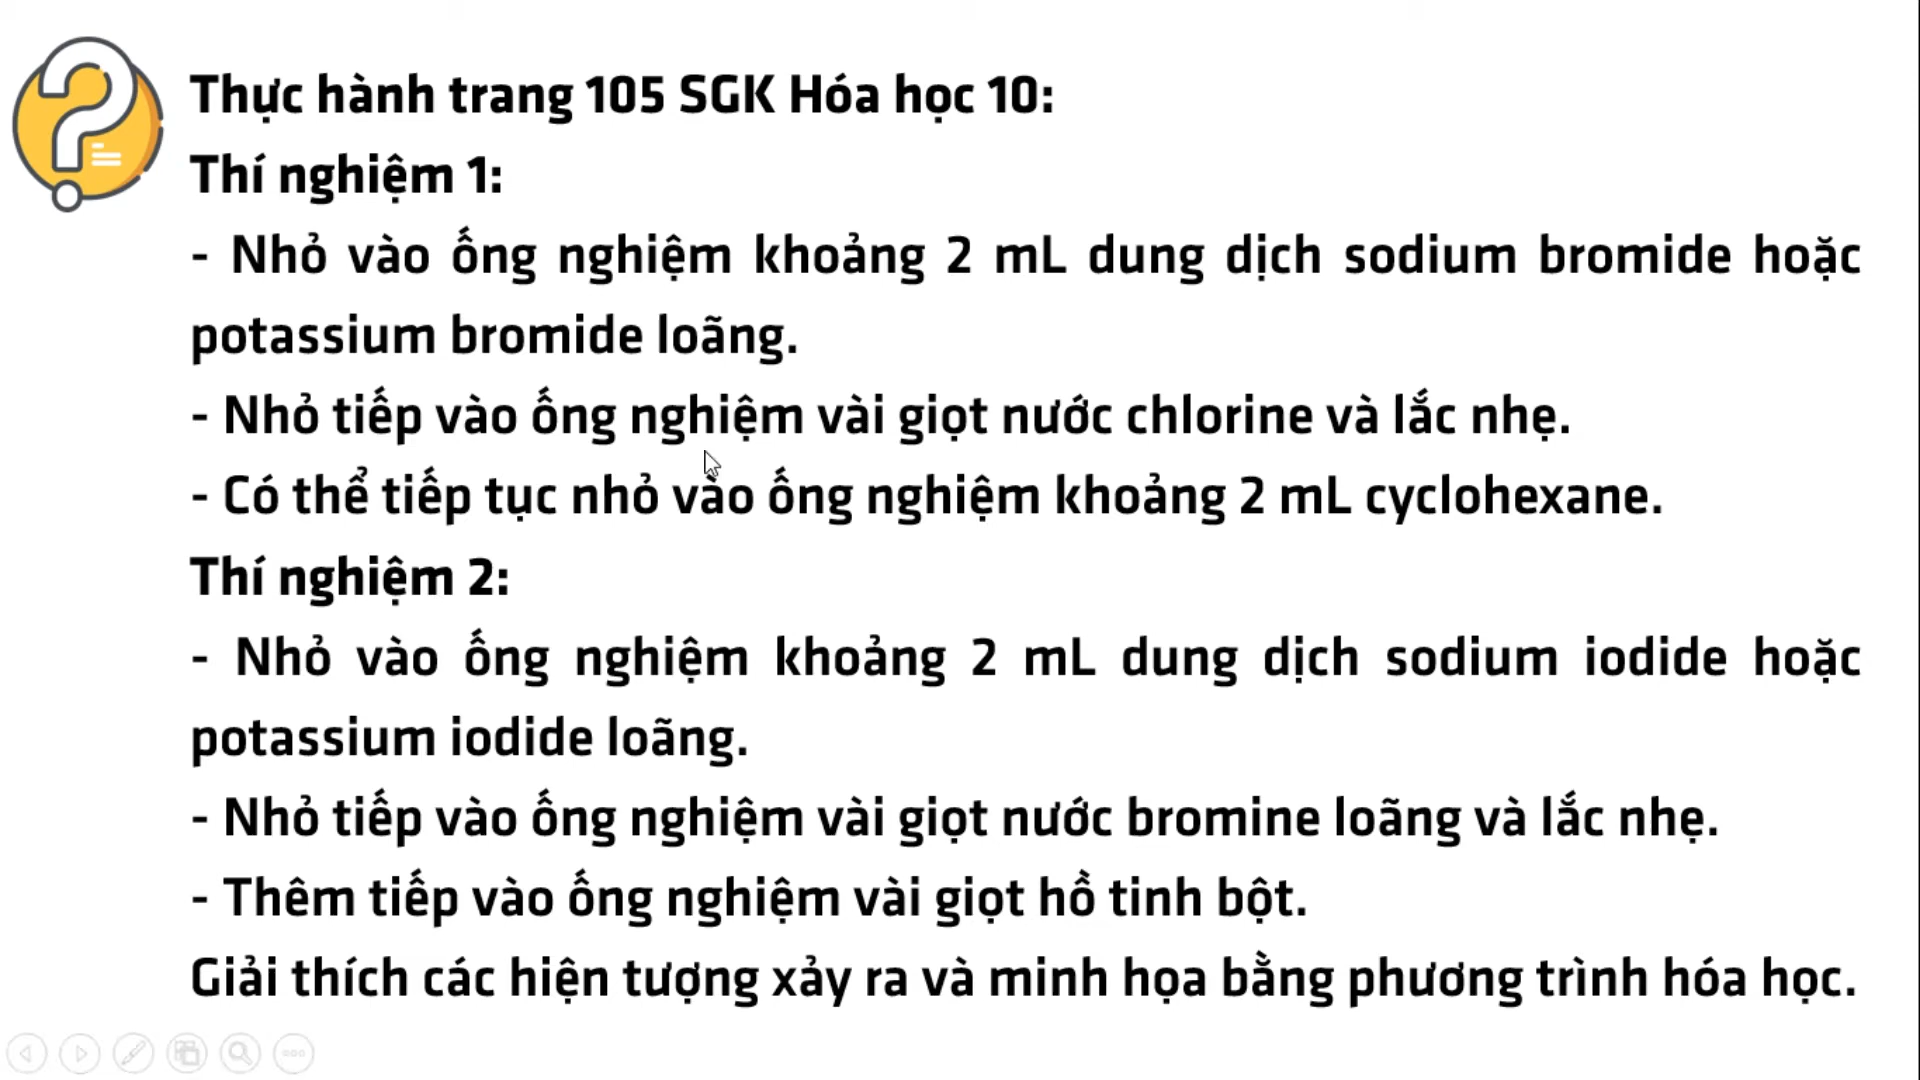 Thực hành trang 105 SGK Hóa học 10:
Thí nghiệm 1:
- Nhỏ vào ống nghiệm khoảng 2 mL dung dịch sodium bromide hoặc
potassium bromide loãng.
- Nhỏ tiếp vào ống nghiệm vài giọt nước chlorine và lắc nhẹ.
- Có thể tiếp tục nhỏ vào ống nghiệm khoảng 2 mL cyclohexane.
Thí nghiệm 2:
- Nhỏ vào ống nghiệm khoảng 2 mL dung dịch sodium iodide hoặc
potassium iodide loãng.
- Nhỏ tiếp vào ống nghiệm vài giọt nước bromine loãng và lắc nhẹ.
- Thêm tiếp vào ống nghiệm vài giọt hồ tinh bột.
Giải thích các hiện tượng xảy ra và minh họa bằng phương trình hóa học.